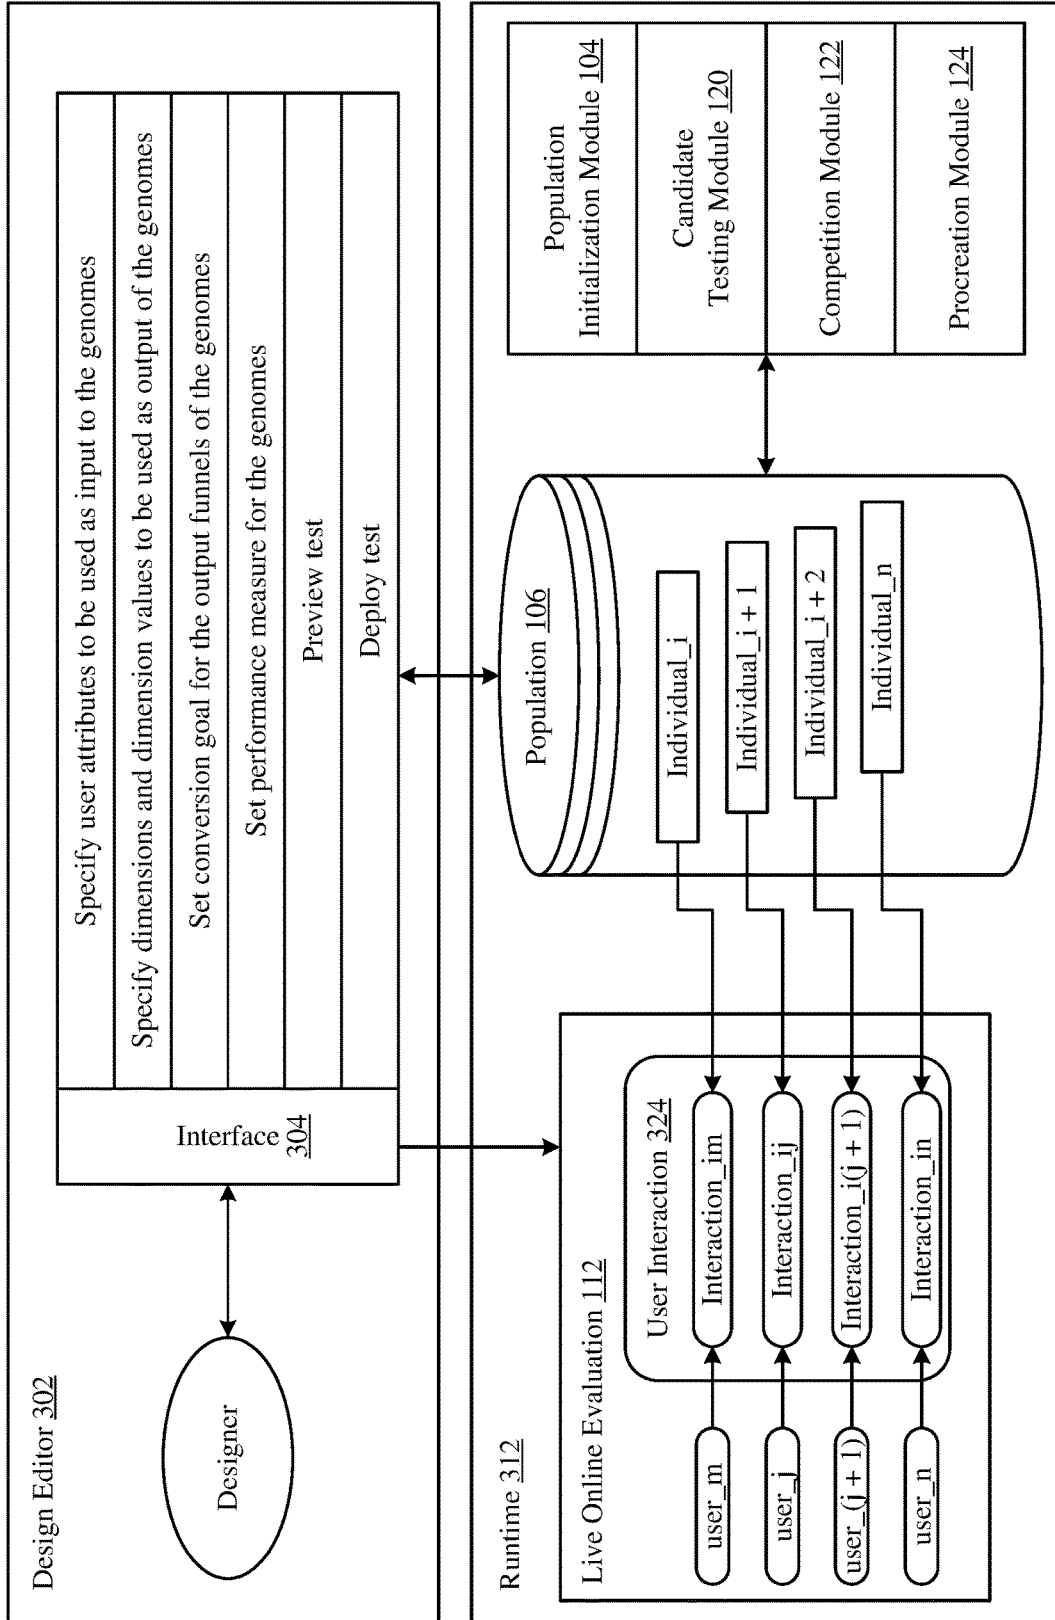 Design Editor 302
Designer
Interface 304
Specify user attributes to be used as input to the genomes
Specify dimensions and dimension values to be used as output of the genomes
Set conversion goal for the output funnels of the genomes
Set performance measure for the genomes
Preview test
Deploy test
Runtime 312
Live Online Evaluation 112
User Interaction 324
user_m
Interaction_im
user_j
Interaction_ij
user_(j + 1)
Interaction_i(j + 1)
user_n
Interaction_in
Population 106
Individual_i
Individual_i + 1
Individual_i + 2
Individual_n
Population
Initialization Module 104
Candidate
Testing Module 120
Competition Module 122
Procreation Module 124